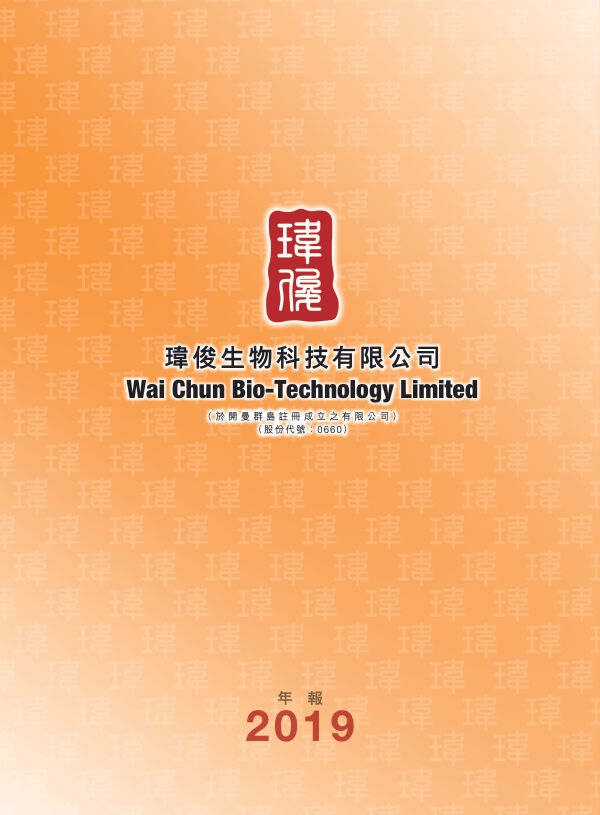 瑋
俊
瑋俊生物科技有限公司
Wai Chun Bio-Technology Limited
（於開曼群島註冊成立之有限公司）
（股份代號：0660）
年 報
2019